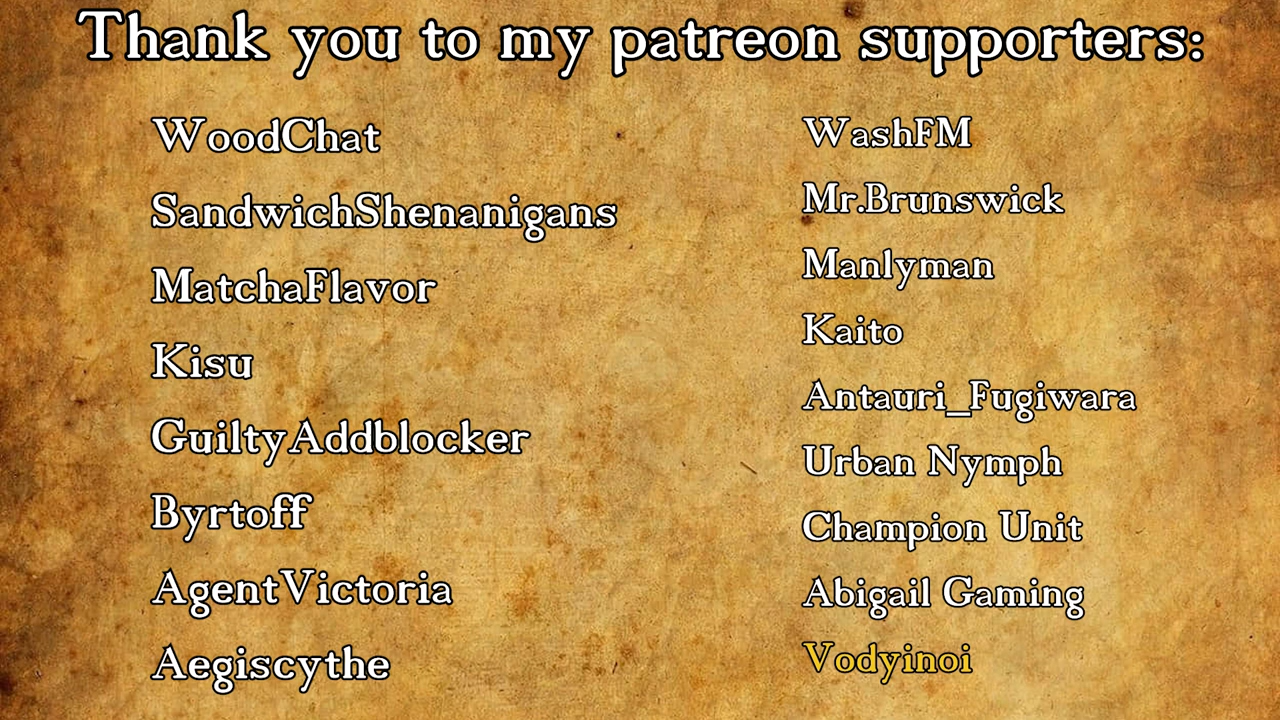 Thank you to my patreon supporters:
WoodChat
SandwichShenanigans
MatchaFlavor
Kisu
GuiltyAddblocker
Byrtoff
AgentVictoria
Aegiscythe
WashFM
Mr.Brunswick
Manlyman
Kaito
Antauri_Fugiwara
Urban Nymph
Champion Unit
Abigail Gaming
Vodyinoi